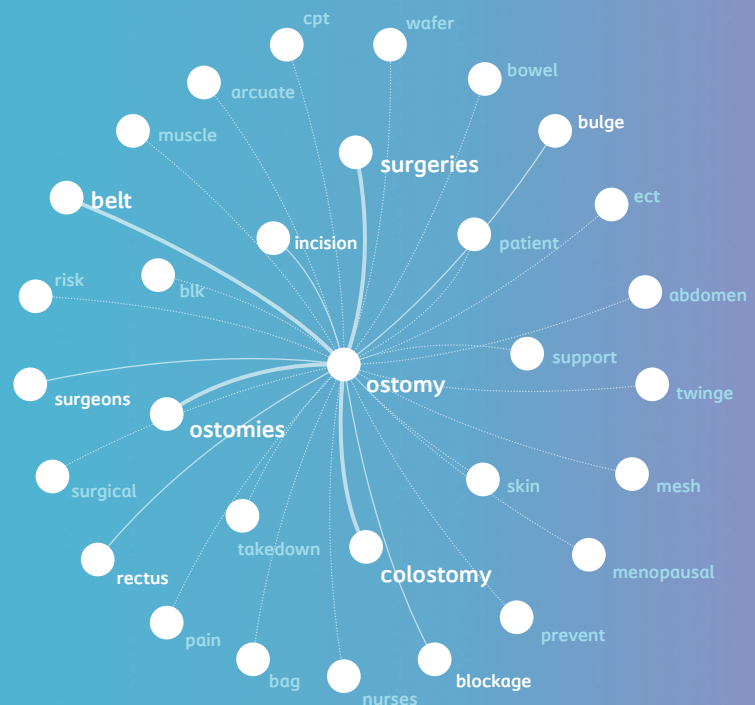 cpt
wafer
bowel
arcuate
bulge
muscle
surgeries
belt
ect
incision
patient
risk
blk
abdomen
support
ostomy
twinge
surgeons
ostomies
skin
mesh
surgical
takedown
menopausal
colostomy
rectus
prevent
pain
bag
blockage
nurses